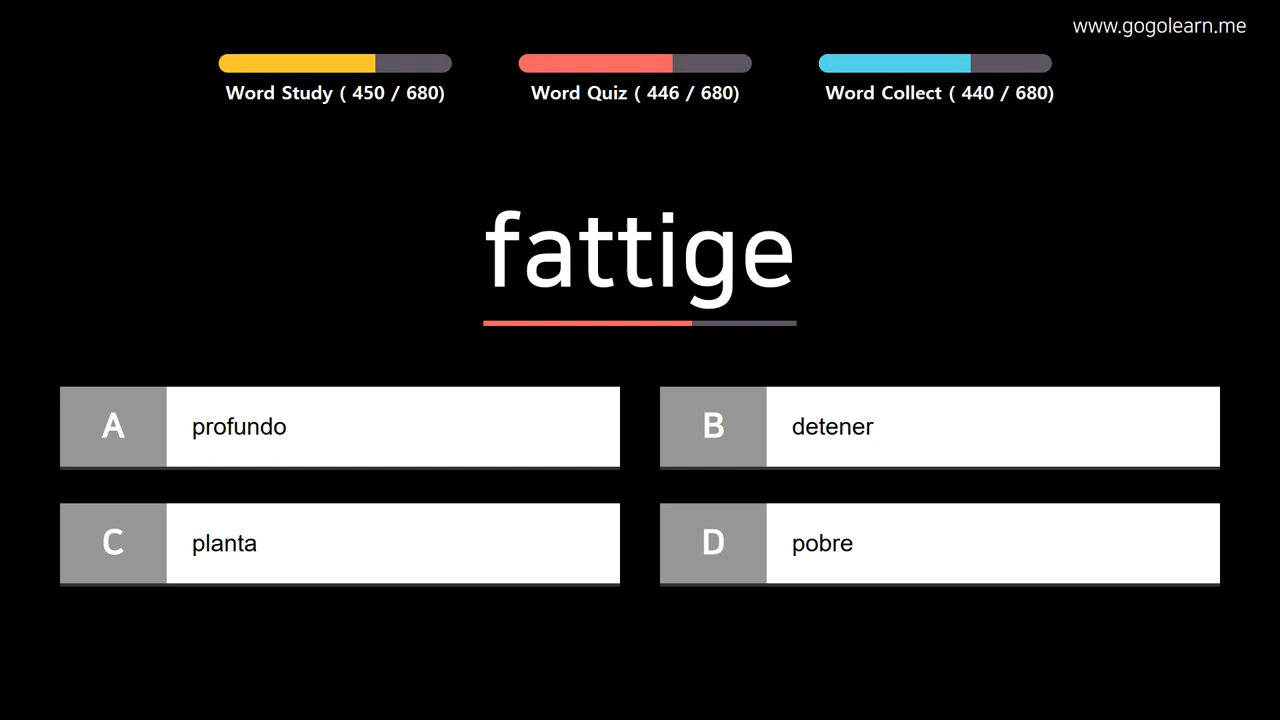 www.gogolearn.me
Word Study ( 450 / 680)
Word Quiz ( 446 / 680)
Word Collect ( 440 / 680)
fattige
A profundo
B detener
C planta
D pobre